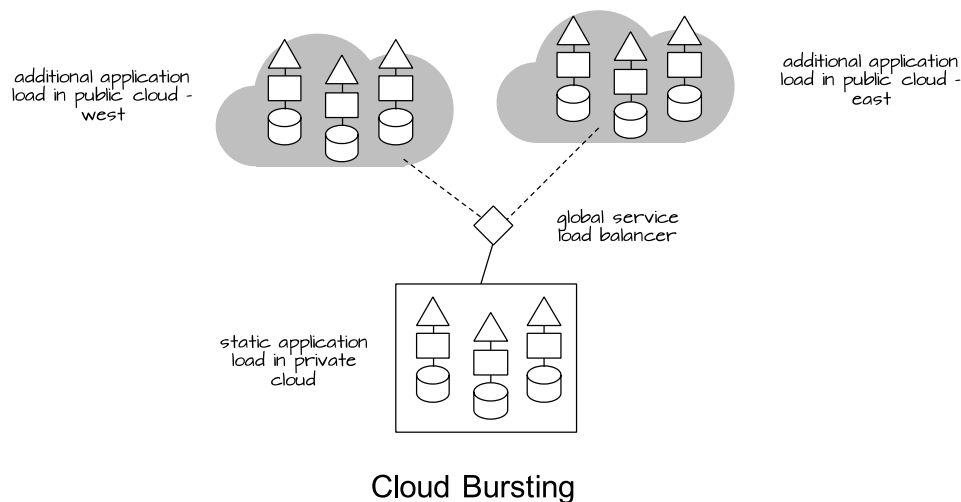 additional application
load in public cloud -
west
additional application
load in public cloud -
east
global service
load balancer
static application
load in private
cloud
Cloud Bursting